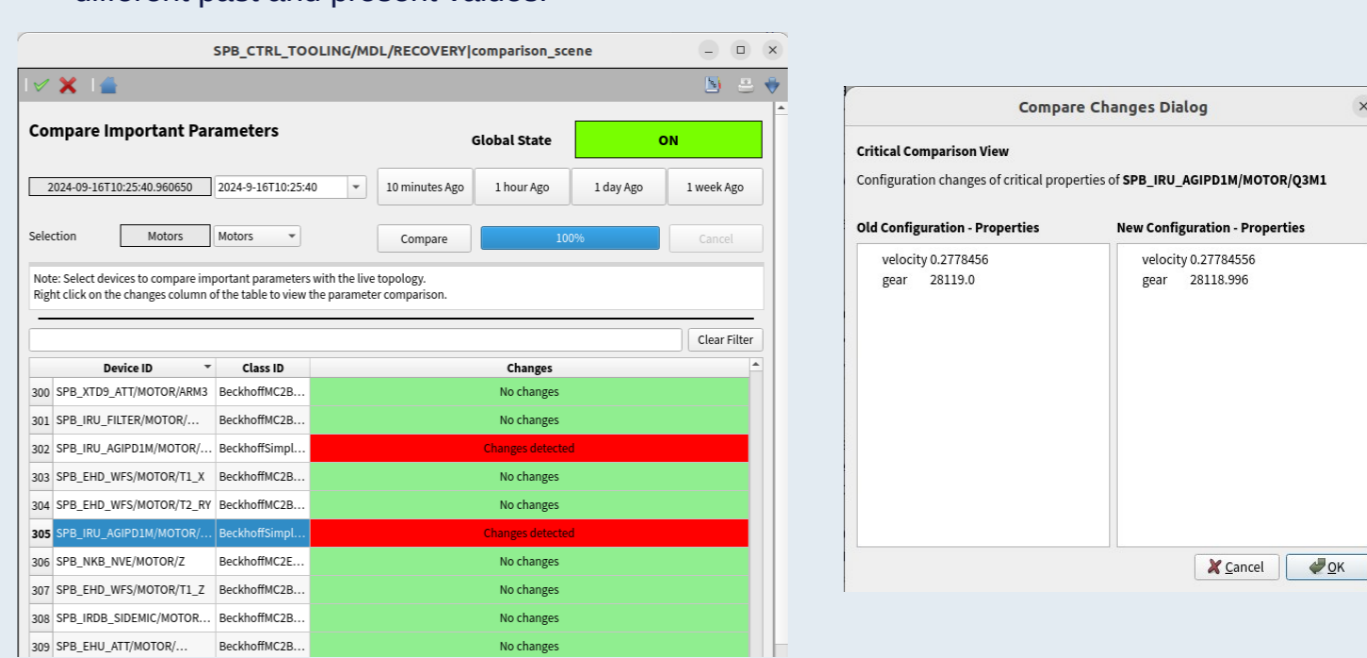 different past and present values.
SPB_CTRL_TOOLING/MDL/RECOVERY|comparison_scene
Compare Important Parameters
Global State
ON
2024-09-16T10:25:40.960650
2024-9-16T10:25:40
10 minutes Ago
1 hour Ago
1 day Ago
1 week Ago
Selection
Motors
Motors
Compare
100%
Cancel
Note: Select devices to compare important parameters with the live topology.
Right click on the changes column of the table to view the parameter comparison.
Clear Filter
Device ID Class ID Changes
300 SPB_XTD9_ATT/MOTOR/ARM3 BeckhoffMC2B... No changes
301 SPB_IRU_FILTER/MOTOR/... BeckhoffMC2B... No changes
302 SPB_IRU_AGIPD1M/MOTOR/... BeckhoffSimpl... Changes detected
303 SPB_EHD_WFS/MOTOR/T1_X BeckhoffMC2B... No changes
304 SPB_EHD_WFS/MOTOR/T2_RY BeckhoffMC2B... No changes
305 SPB_IRU_AGIPD1M/MOTOR/... BeckhoffSimpl... Changes detected
306 SPB_NKB_NVE/MOTOR/Z BeckhoffMC2E... No changes
307 SPB_EHD_WFS/MOTOR/T1_Z BeckhoffMC2B... No changes
308 SPB_IRDB_SIDEMIC/MOTOR... BeckhoffMC2B... No changes
309 SPB_EHU_ATT/MOTOR/... BeckhoffMC2B... No changes
Compare Changes Dialog
Critical Comparison View
Configuration changes of critical properties of SPB_IRU_AGIPD1M/MOTOR/Q3M1
Old Configuration - Properties
velocity 0.2778456
gear 28119.0
New Configuration - Properties
velocity 0.27784556
gear 28118.996
Cancel
OK